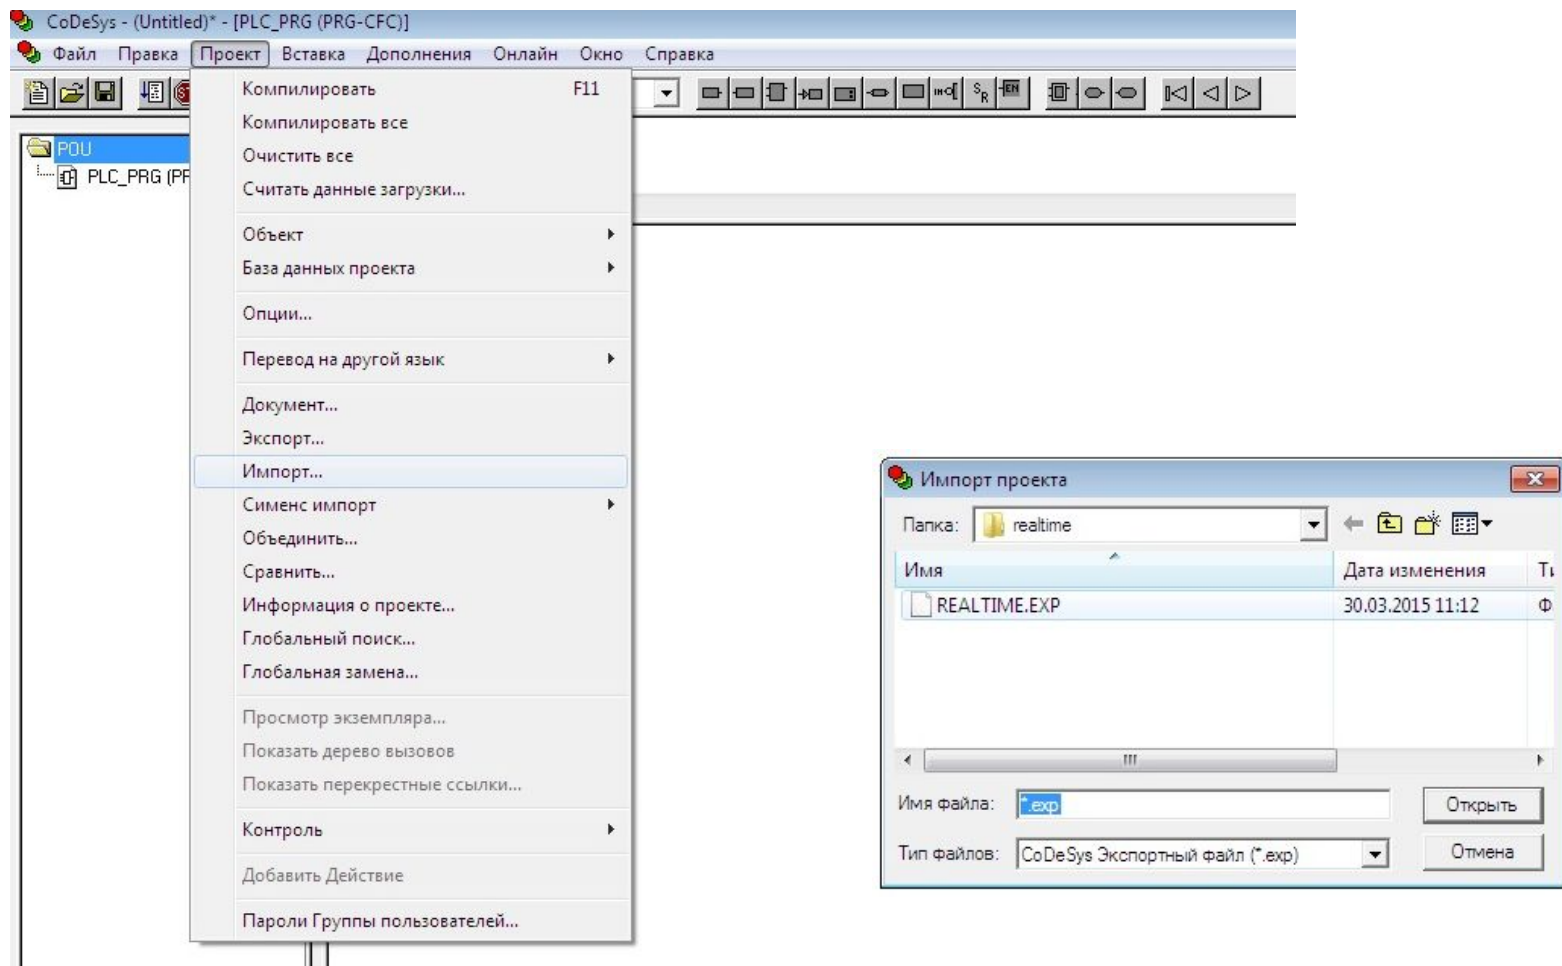 CoDeSys - (Untitled)* - [PLC_PRG (PRG-CFC)]
Файл Правка Проект Вставка Дополнения Онлайн Окно Справка
Компилировать F11
Компилировать все
Очистить все
Считать данные загрузки...
Объект
База данных проекта
Опции...
Перевод на другой язык
Документ...
Экспорт...
Импорт...
Сименс импорт
Объединить...
Сравнить...
Информация о проекте...
Глобальный поиск...
Глобальная замена...
Просмотр экземпляра...
Показать дерево вызовов
Показать перекрестные ссылки...
Контроль
Добавить Действие
Пароли Группы пользователей...
POU
PLC_PRG (PF
S R EN
Импорт проекта
Папка: realtime
Имя Дата изменения Ти
REALTIME.EXP 30.03.2015 11:12 Ф
Имя файла: *.exp Открыть
Тип файлов: CoDeSys Экспортный файл (*.exp) Отмена